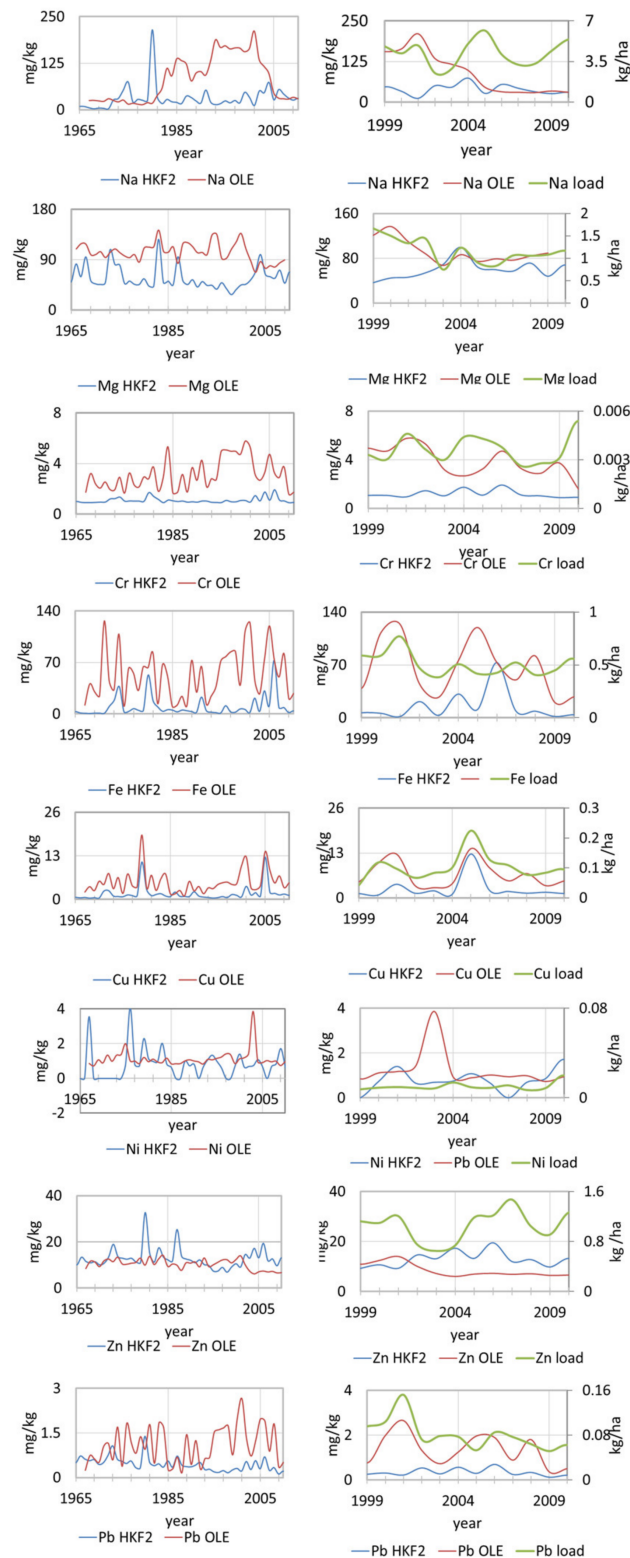 250
125
0
mg/kg
1965 1985 2005
year
Na HKF2 Na OLE
250
125
0
mg/kg
7
3.5
0
kg/ha
1999 2004 2009
year
Na HKF2 Na OLE Na load
180
90
0
mg/kg
1965 1985 2005
year
Mg HKF2 Mg OLE
160
80
0
mg/kg
2
1.5
1
0.5
0
kg/ha
1999 2004 2009
year
Mg HKF2 Mg OLE Mg load
8
4
0
mg/kg
1965 1985 2005
year
Cr HKF2 Cr OLE
8
4
0
mg/kg
0.006
0.003
0.000
kg/ha
1999 2004 2009
year
Cr HKF2 Cr OLE Cr load
140
70
0
mg/kg
1965 1985 2005
year
Fe HKF2 Fe OLE
140
70
0
mg/kg
1
0.5
0
kg/ha
1999 2004 2009
year
Fe HKF2 Fe load
26
13
0
mg/kg
1965 1985 2005
year
Cu HKF2 Cu OLE
26
13
0
mg/kg
0.3
0.2
0.1
0
kg/ha
1999 2004 2009
year
Cu HKF2 Cu OLE Cu load
4
2
1
0
-2
mg/kg
1965 1985 2005
year
Ni HKF2 Ni OLE
4
2
0
mg/kg
0.08
0
kg/ha
1999 2004 2009
year
Ni HKF2 Pb OLE Ni load
40
20
0
mg/kg
1965 1985 2005
year
Zn HKF2 Zn OLE
40
20
0
mg/kg
1.6
0.8
0
kg/ha
1999 2004 2009
year
Zn HKF2 Zn OLE Zn load
3
1.5
0
mg/kg
1965 1985 2005
year
Pb HKF2 Pb OLE
4
2
0
mg/kg
0.16
0.08
0
kg/ha
1999 2004 2009
year
Pb HKF2 Pb OLE Pb load